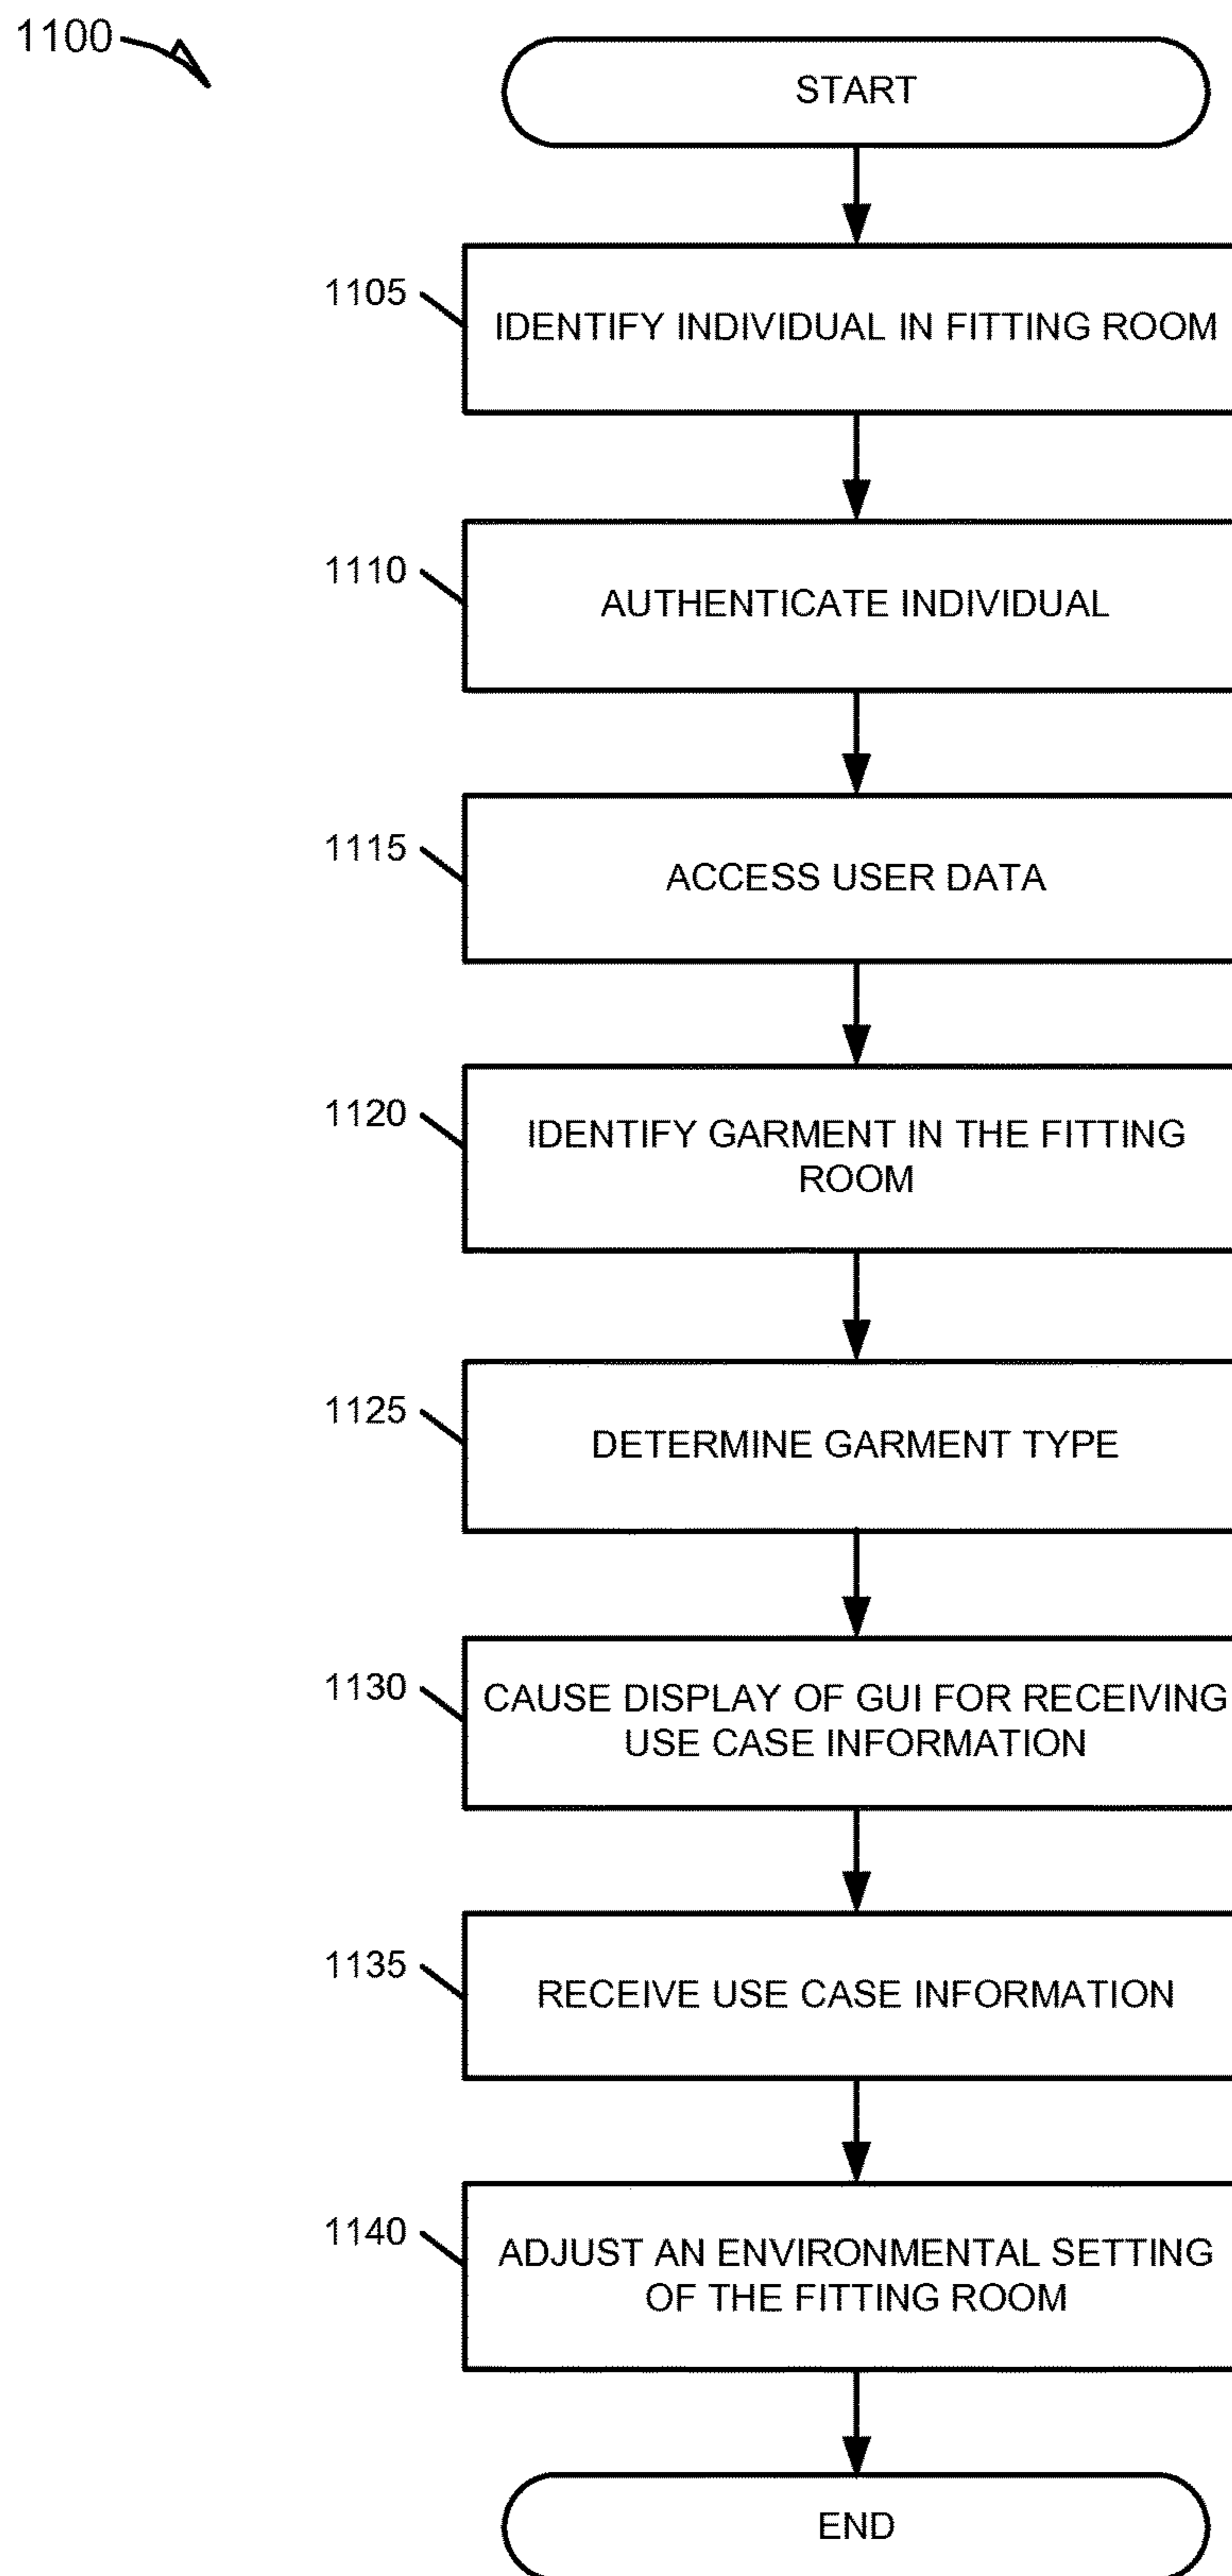 1100
START
1105
IDENTIFY INDIVIDUAL IN FITTING ROOM
1110
AUTHENTICATE INDIVIDUAL
1115
ACCESS USER DATA
1120
IDENTIFY GARMENT IN THE FITTING
ROOM
1125
DETERMINE GARMENT TYPE
1130
CAUSE DISPLAY OF GUI FOR RECEIVING
USE CASE INFORMATION
1135
RECEIVE USE CASE INFORMATION
1140
ADJUST AN ENVIRONMENTAL SETTING
OF THE FITTING ROOM
END